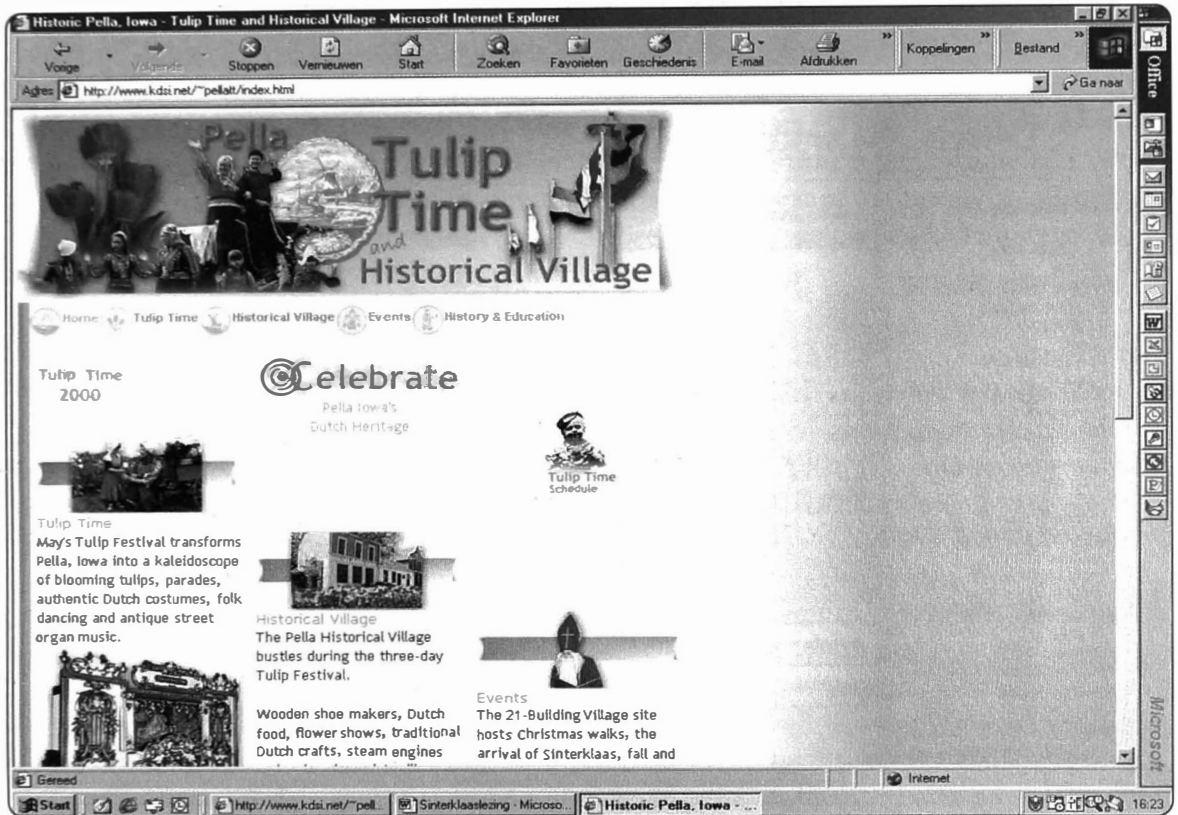 Historic Pella, Iowa - Tulip Time and Historical Village - Microsoft Internet Explorer
Vorige Volgende Stoppen Vernieuwen Start Zoeken Favorieten Geschiedenis E-mail Afdrukken » Koppelingen » Bestand »
Adres http://www.kdsi.net/~pellatt/index.html Ga naar
Office
Pella
Tulip
Time
and
Historical Village
Home Tulip Time Historical Village Events History & Education
Tulip Time
2000
Celebrate
Pella Iowa's
Dutch Heritage
Tulip Time
Schedule
Tulip Time
May's Tulip Festival transforms
Pella, Iowa into a kaleidoscope
of blooming tulips, parades,
authentic Dutch costumes, folk
dancing and antique street
organ music.
Historical Village
The Pella Historical Village
bustles during the three-day
Tulip Festival.
Wooden shoe makers, Dutch
food, flower shows, traditional
Dutch crafts, steam engines
Events
The 21-Building Village site
hosts Christmas walks, the
arrival of Sinterklaas, fall and
Microsoft
Gereed Internet
Start http://www.kdsi.net/~pell... Sinterklaaslezing - Microso... Historic Pella, Iowa - ... 16:23